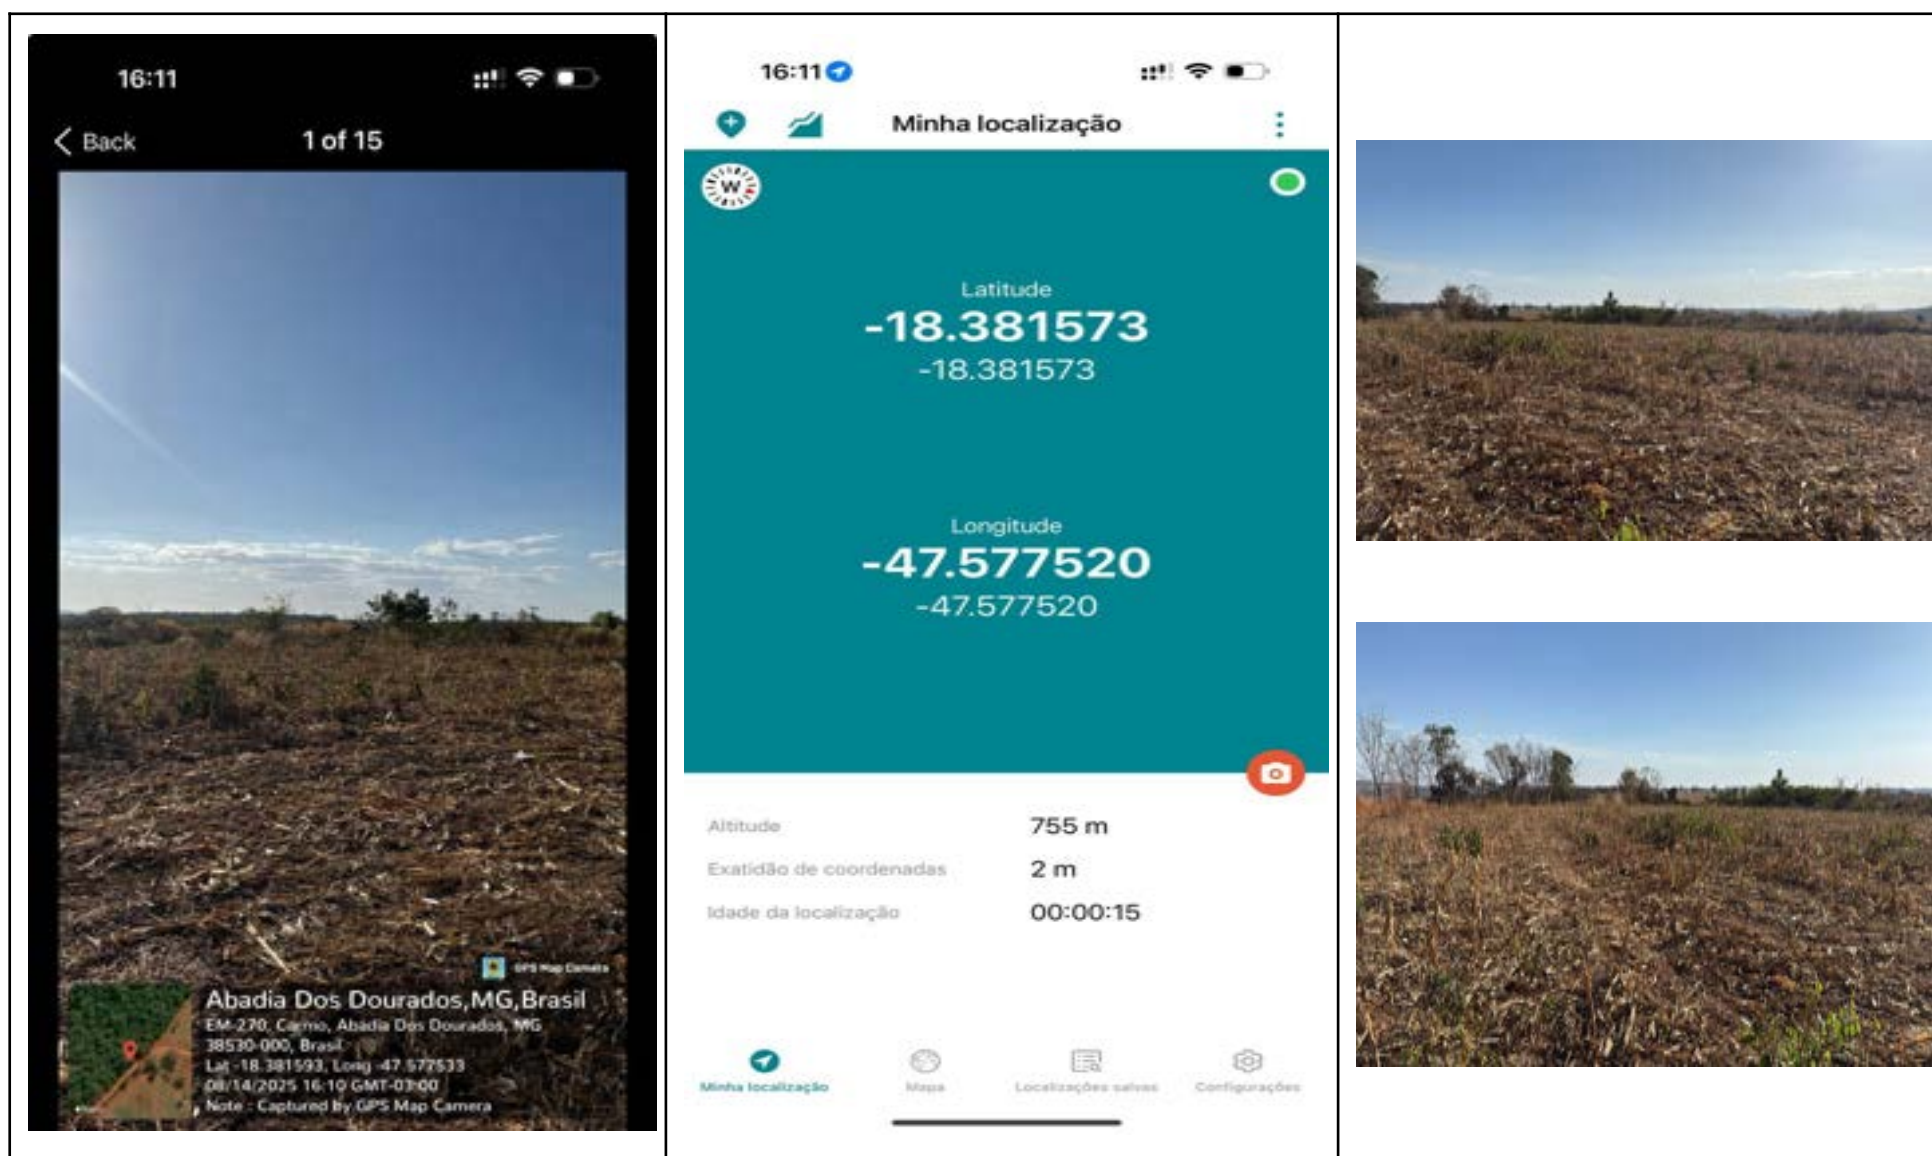 16:11
Back
1 of 15
GPS Map Camera
Abadia Dos Dourados,MG,Brasil
EM-270, Carmo, Abadia Dos Dourados, MG
38530-000, Brasil
Lat -18.381593, Long -47.577533
08/14/2025 16:10 GMT-03:00
Note : Captured by GPS Map Camera
16:11
Minha localização
W
Latitude
-18.381573
-18.381573
Longitude
-47.577520
-47.577520
Altitude 755 m
Exatidão de coordenadas 2 m
Idade da localização 00:00:15
Minha localização
Mapa
Localizações salvas
Configurações